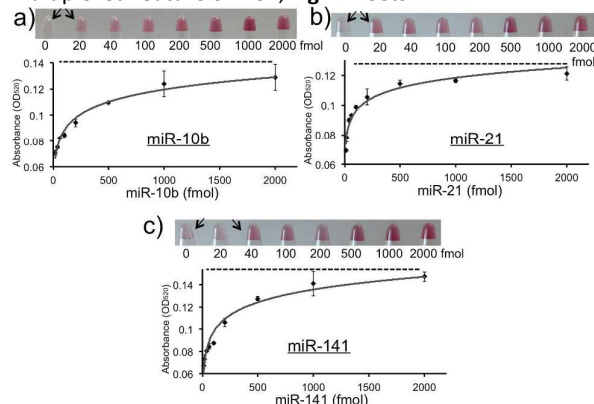 a)
0 20 40 100 200 500 1000 2000 fmol
0.14
0.12
0.1
0.08
0.06
Absorbance (OD520)
miR-10b
0 500 1000 1500 2000
miR-10b (fmol)
b)
0 20 40 100 200 500 1000 2000
fmol
0.12
0.1
0.08
0.06
Absorbance (OD520)
miR-21
0 500 1000 1500 2000
miR-21 (fmol)
c)
0 20 40 100 200 500 1000 2000 fmol
0.14
0.12
0.1
0.08
0.06
Absorbance (OD520)
miR-141
0 500 1000 1500 2000
miR-141 (fmol)